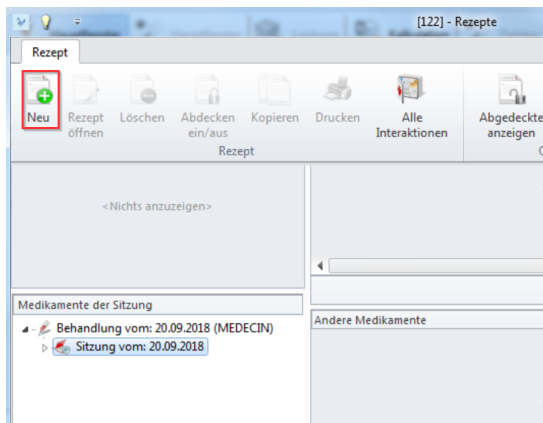 [122] - Rezepte
Rezept
Neu
Rezept öffnen
Löschen
Abdecken ein/aus
Kopieren
Drucken
Alle Interaktionen
Abgedeckte anzeigen
Rezept
<Nichts anzuzeigen>
Medikamente der Sitzung
Behandlung vom: 20.09.2018 (MEDECIN)
Sitzung vom: 20.09.2018
Andere Medikamente